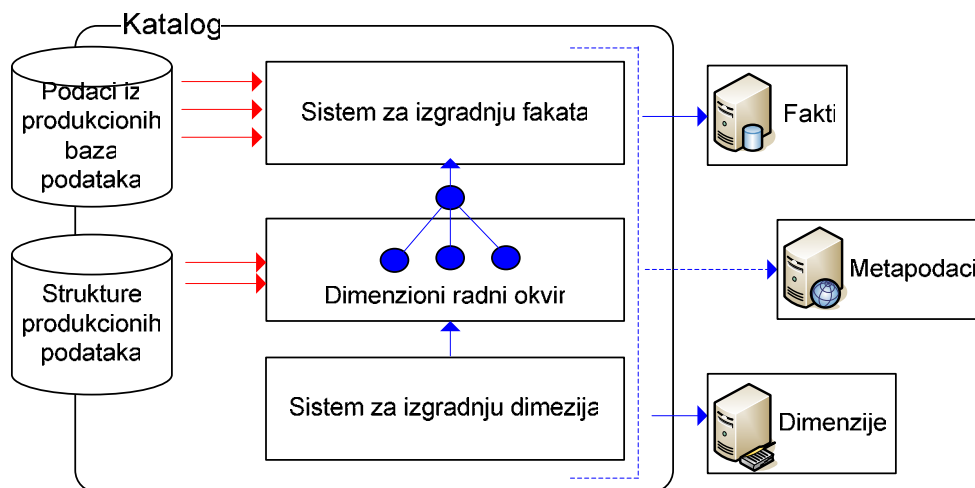 Katalog
Podaci iz
produkcionih
baza
podataka
Sistem za izgradnju fakata
Fakti
Strukture
produkcionih
podataka
Dimenzioni radni okvir
Metapodaci
Sistem za izgradnju dimezija
Dimenzije